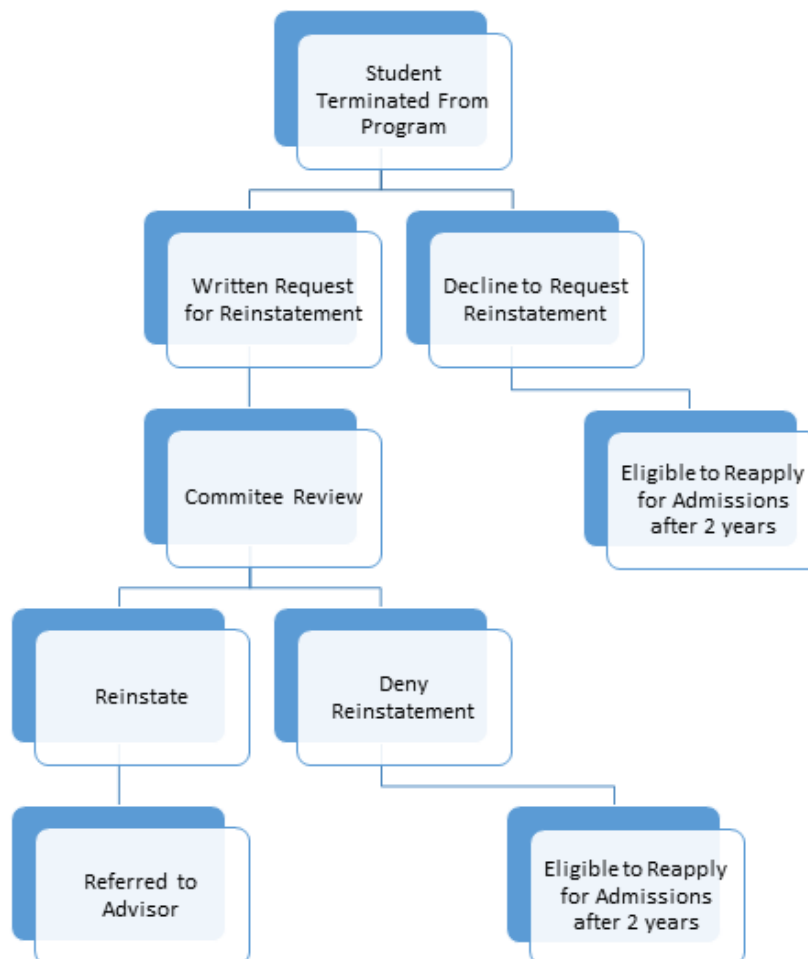 Student
Terminated From
Program
Written Request
for Reinstatement
Decline to Request
Reinstatement
Commitee Review
Eligible to Reapply
for Admissions
after 2 years
Reinstate
Deny
Reinstatement
Referred to
Advisor
Eligible to Reapply
for Admissions
after 2 years